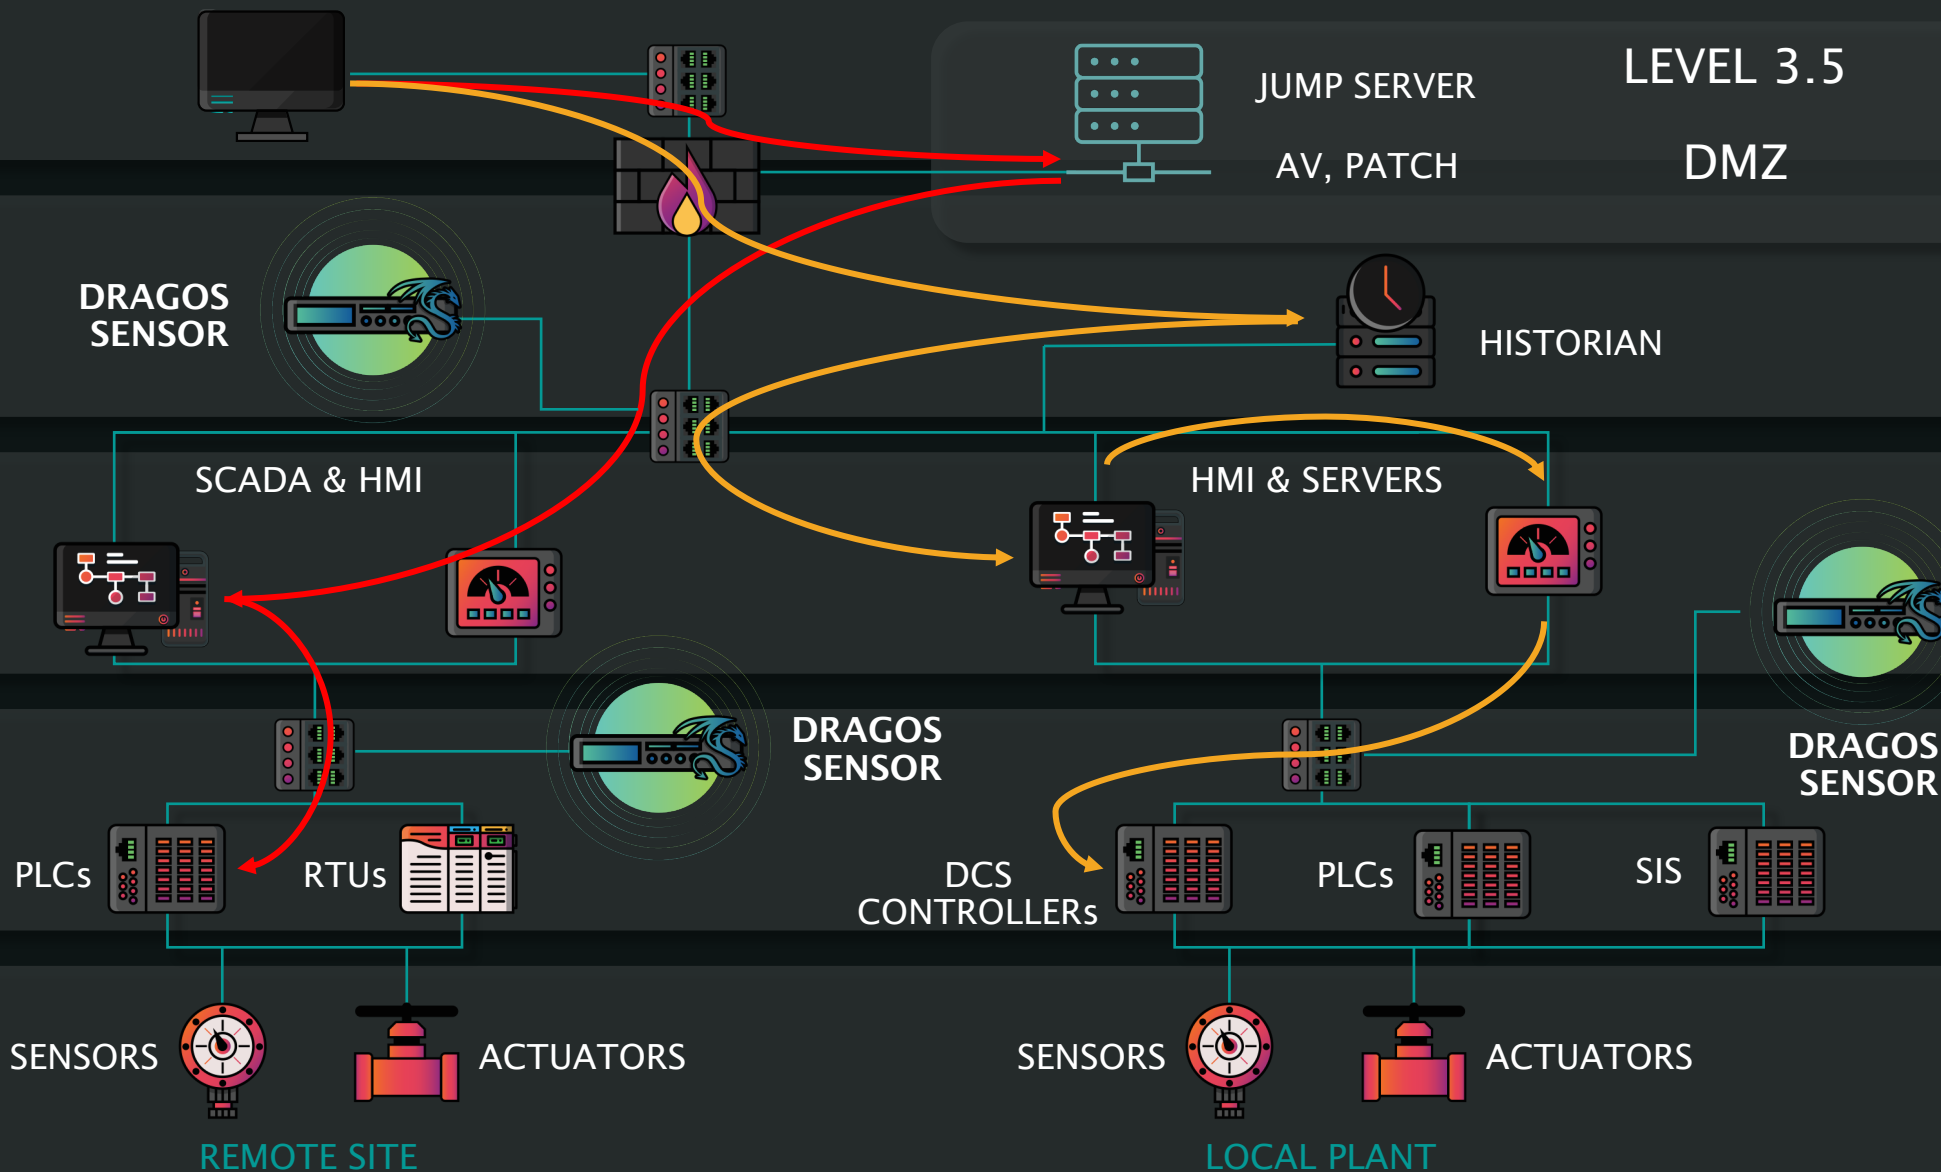 LEVEL 3.5
DMZ
JUMP SERVER
AV, PATCH
DRAGOS
SENSOR
HISTORIAN
SCADA & HMI
HMI & SERVERS
DRAGOS
SENSOR
DRAGOS
SENSOR
PLCs
RTUs
DCS
CONTROLLERs
PLCs
SIS
SENSORS
ACTUATORS
SENSORS
ACTUATORS
REMOTE SITE
LOCAL PLANT